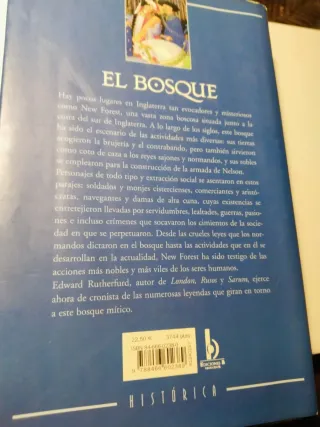 EL BOSQUE
Hay pocos lugares en Inglaterra tan evocadores y misteriosos
como New Forest, una vasta zona boscosa situada junto a la
costa del sur de Inglaterra. A lo largo de los siglos, este bosque
ha sido el escenario de las actividades más diversas: sus tierras
acogieron la brujería y el contrabando, pero también sirvieron
como coto de caza a los reyes sajones y normandos, y sus robles
se emplearon para la construcción de la armada de Nelson.
Personajes de todo tipo y extracción social se asentaron en estos
parajes: soldados y monjes cistercienses, comerciantes y aristó-
cratas, navegantes y damas de alta cuna, cuyas existencias se
entretejieron llevadas por servidumbres, lealtades, guerras, pasio-
nes e incluso crímenes que socavaron los cimientos de la socie-
dad en que se perpetuaron. Desde las crueles leyes que los nor-
mandos dictaron en el bosque hasta las actividades que en él se
desarrollan en la actualidad, New Forest ha sido testigo de las
acciones más nobles y más viles de los seres humanos.
Edward Rutherfurd, autor de London, Rusos y Sarum, ejerce
ahora de cronista de las numerosas leyendas que giran en torno
a este bosque mítico.
b
Ediciones B
HISTÓRICA